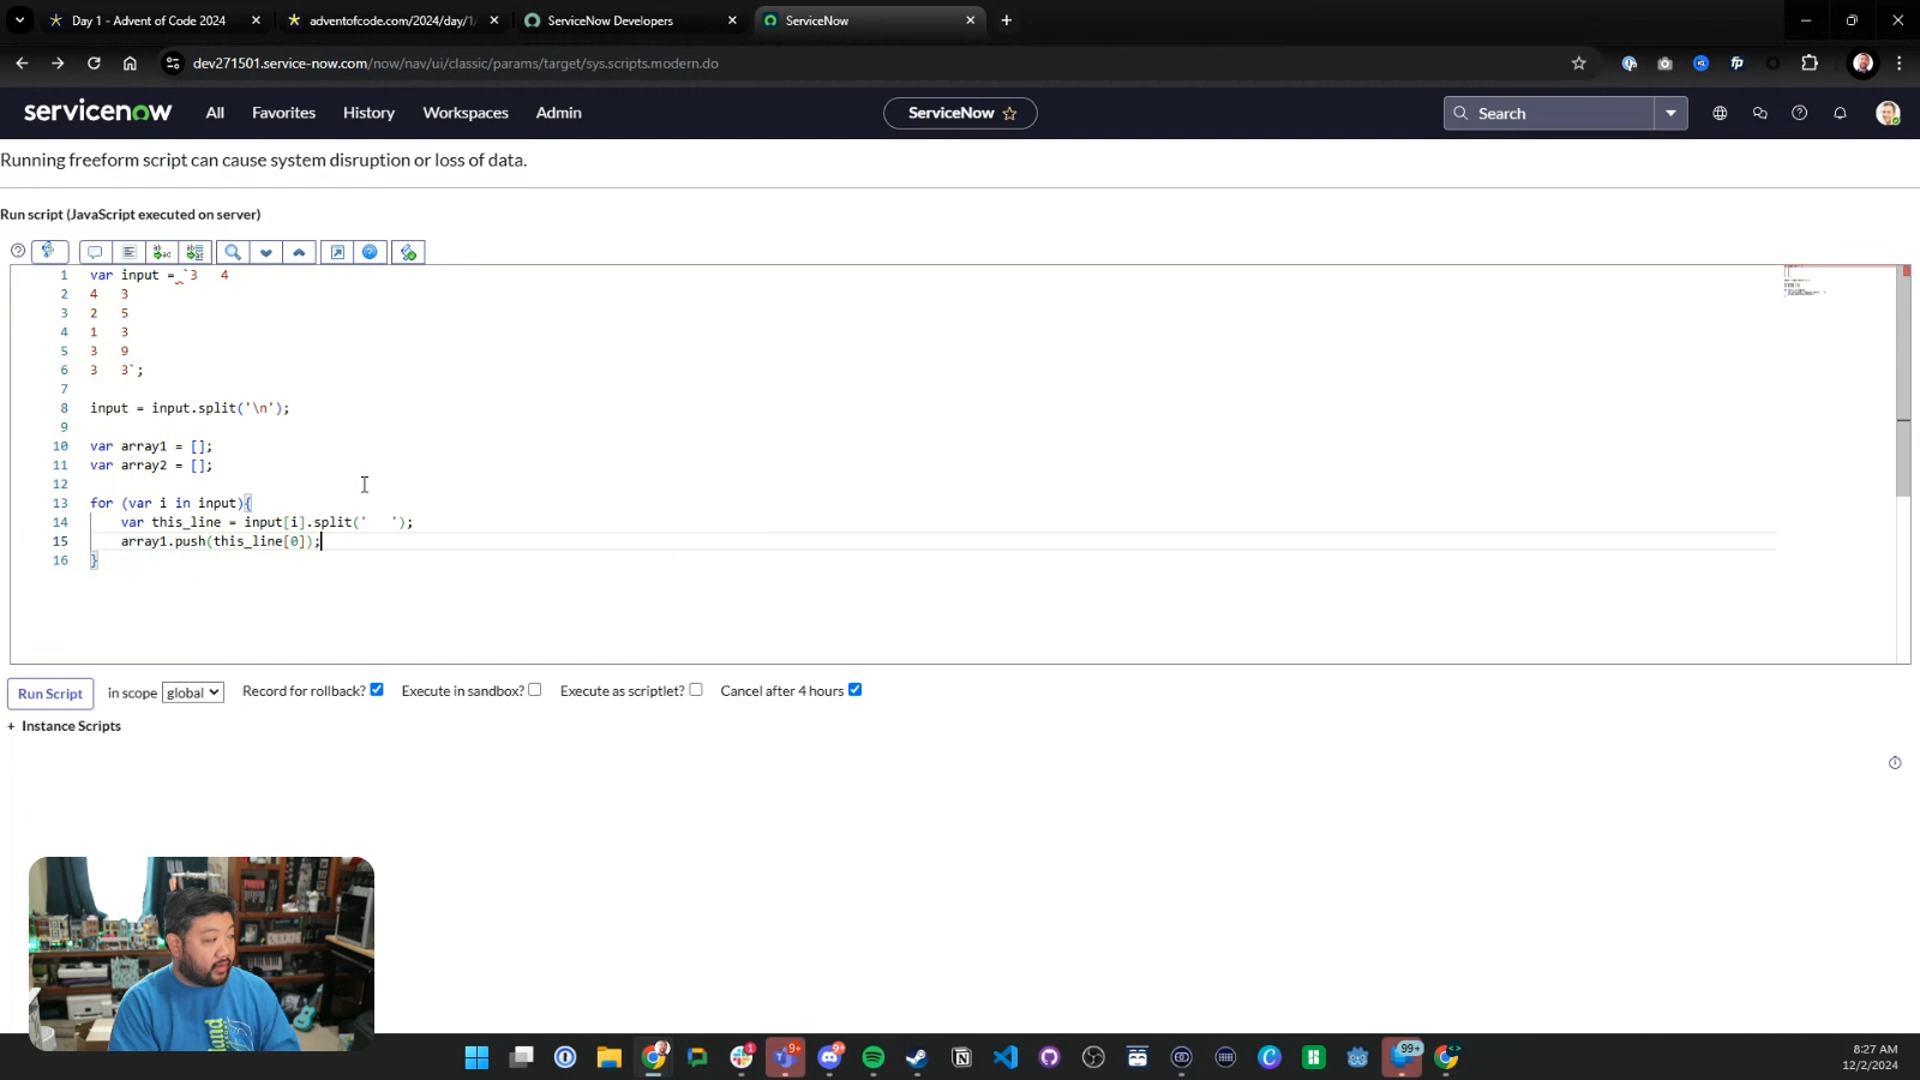 Day 1 - Advent of Code 2024
adventofcode.com/2024/day/1/
ServiceNow Developers
ServiceNow
dev271501.service-now.com/now/nav/ui/classic/params/target/sys.scripts.modern.do
servicenow
All
Favorites
History
Workspaces
Admin
ServiceNow
Search
Running freeform script can cause system disruption or loss of data.
Run script (JavaScript executed on server)
1 var input = `3   4
2 4   3
3 2   5
4 1   3
5 3   9
6 3   3`;
7
8 input = input.split('\n');
9
10 var array1 = [];
11 var array2 = [];
12
13 for (var i in input){
14     var this_line = input[i].split('   ');
15     array1.push(this_line[0]);
16 }
Run Script
in scope
global
Record for rollback?
Execute in sandbox?
Execute as scriptlet?
Cancel after 4 hours
+ Instance Scripts
1
9+
99+
8:27 AM
12/2/2024